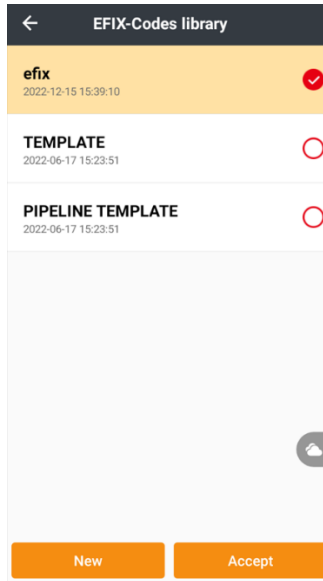 EFIX-Codes library
efix
2022-12-15 15:39:10
TEMPLATE
2022-06-17 15:23:51
PIPELINE TEMPLATE
2022-06-17 15:23:51
New
Accept